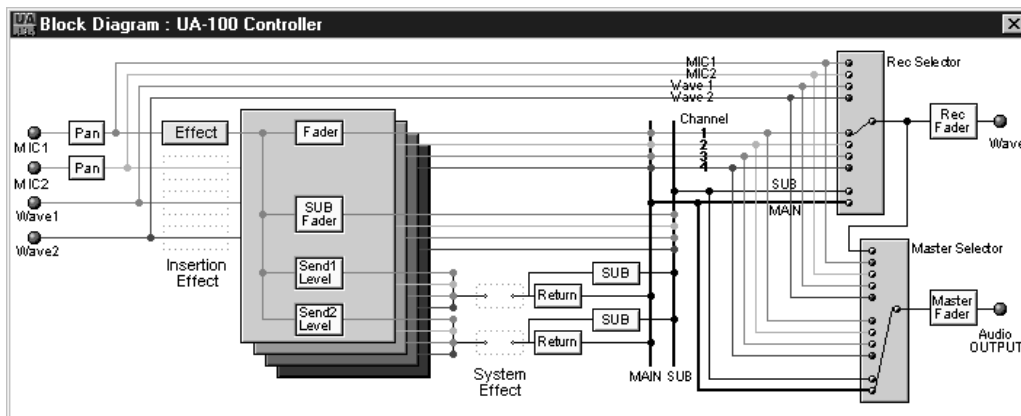 UA
Block Diagram : UA-100 Controller
MIC1
MIC2
Wave 1
Wave 2
Rec Selector
Channel
1
2
3
4
Pan
Effect
Fader
Rec
Fader
MIC1
Wave
Pan
MIC2
SUB
MAIN
SUB
Fader
Wave1
Wave2
Insertion
Effect
Master Selector
Send1
Level
SUB
Return
Send2
Level
SUB
Return
Master
Fader
Audio
OUTPUT
System
Effect
MAIN SUB